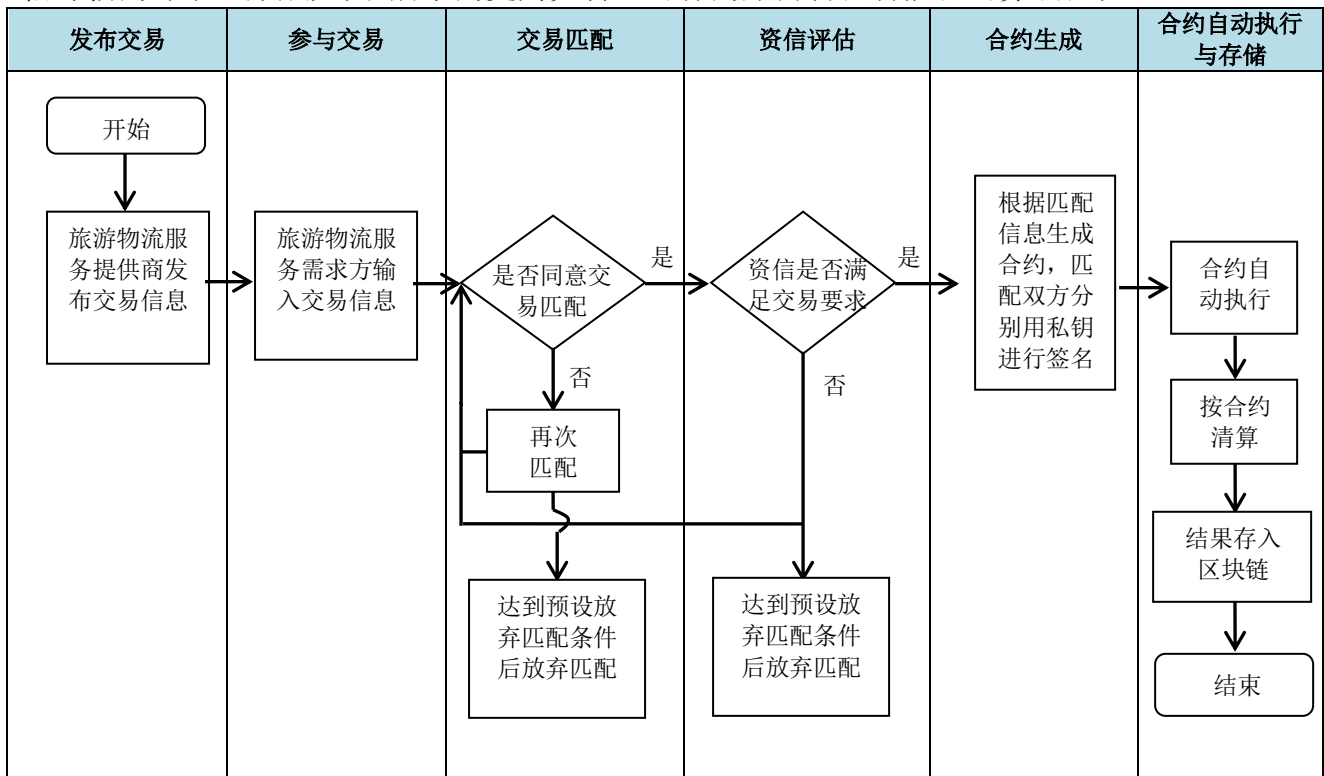 发布交易
参与交易
交易匹配
资信评估
合约生成
合约自动执行
与存储
开始
旅游物流服
务提供商发
布交易信息
旅游物流服
务需求方输
入交易信息
是否同意交
易匹配
是
否
再次
匹配
达到预设放
弃匹配条件
后放弃匹配
资信是否满
足交易要求
是
否
达到预设放
弃匹配条件
后放弃匹配
根据匹配
信息生成
合约，匹
配双方分
别用私钥
进行签名
合约自
动执行
按合约
清算
结果存入
区块链
结束